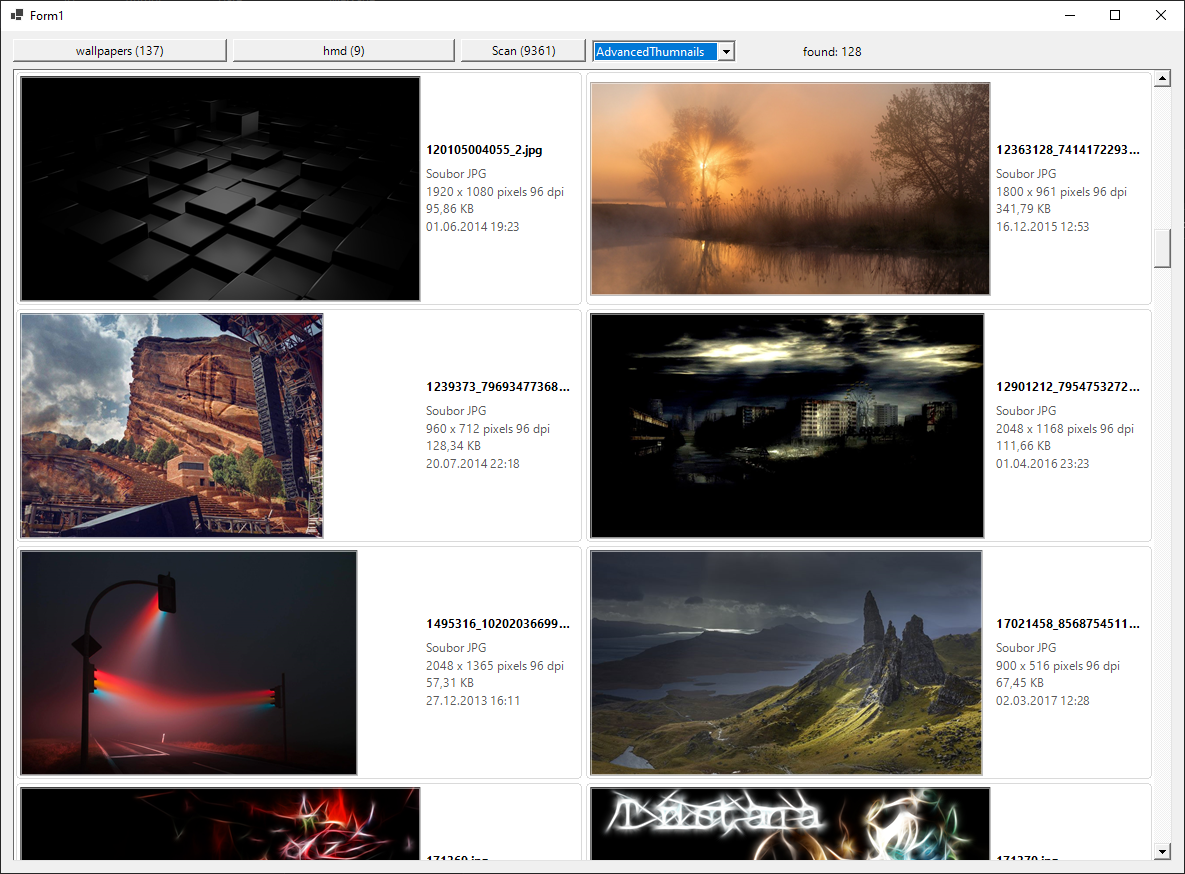 Form1
wallpapers (137)
hmd (9)
Scan (9361)
AdvancedThumnails
found: 128
120105004055_2.jpg
Soubor JPG
1920 x 1080 pixels 96 dpi
95,86 KB
01.06.2014 19:23
12363128_7414172293...
Soubor JPG
1800 x 961 pixels 96 dpi
341,79 KB
16.12.2015 12:53
1239373_79693477368...
Soubor JPG
960 x 712 pixels 96 dpi
128,34 KB
20.07.2014 22:18
12901212_7954753272...
Soubor JPG
2048 x 1168 pixels 96 dpi
111,66 KB
01.04.2016 23:23
1495316_10202036699...
Soubor JPG
2048 x 1365 pixels 96 dpi
57,31 KB
27.12.2013 16:11
17021458_8568754511...
Soubor JPG
900 x 516 pixels 96 dpi
67,45 KB
02.03.2017 12:28
Tristana